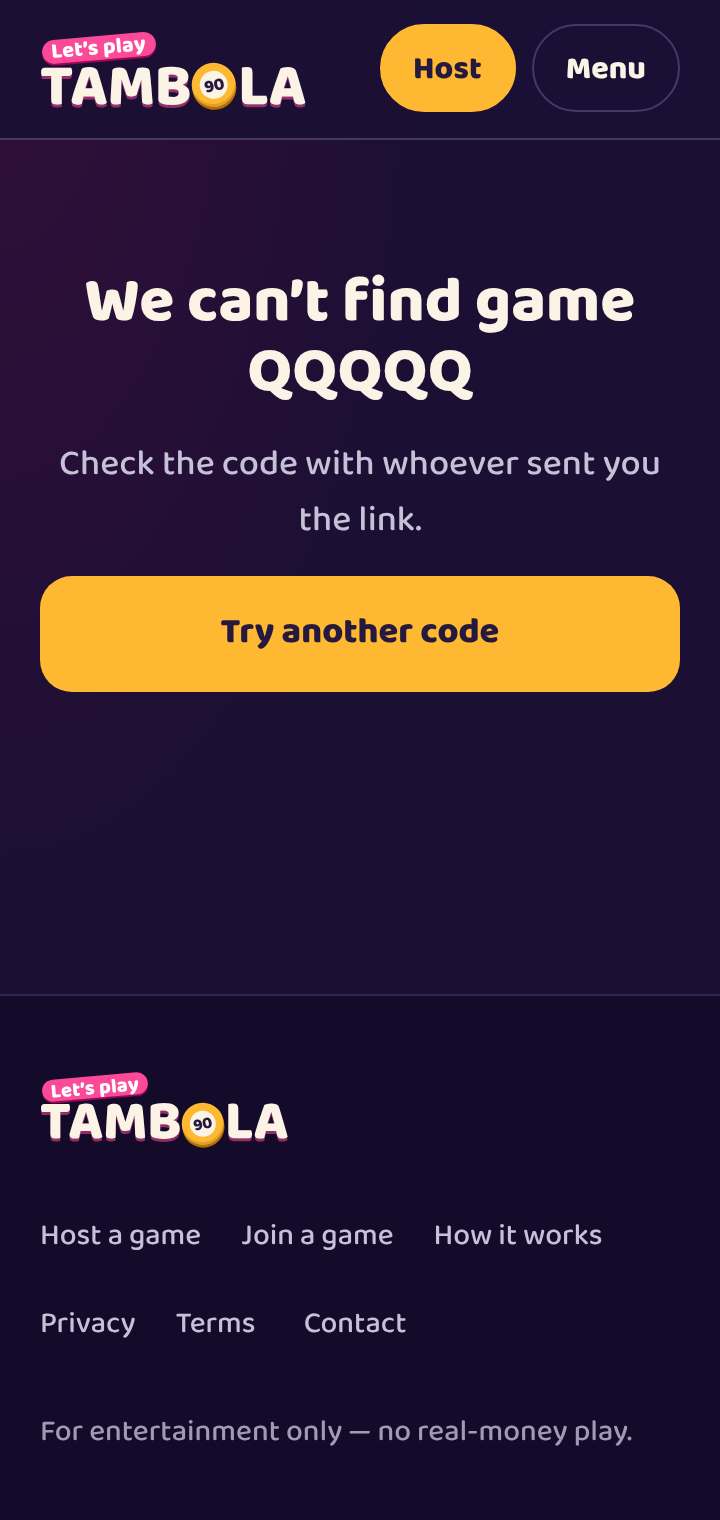 Let's play
TAMBOLA
90
Host
Menu
We can't find game
QQQQQ
Check the code with whoever sent you
the link.
Try another code
Let's play
TAMBOLA
90
Host a game
Join a game
How it works
Privacy
Terms
Contact
For entertainment only — no real-money play.